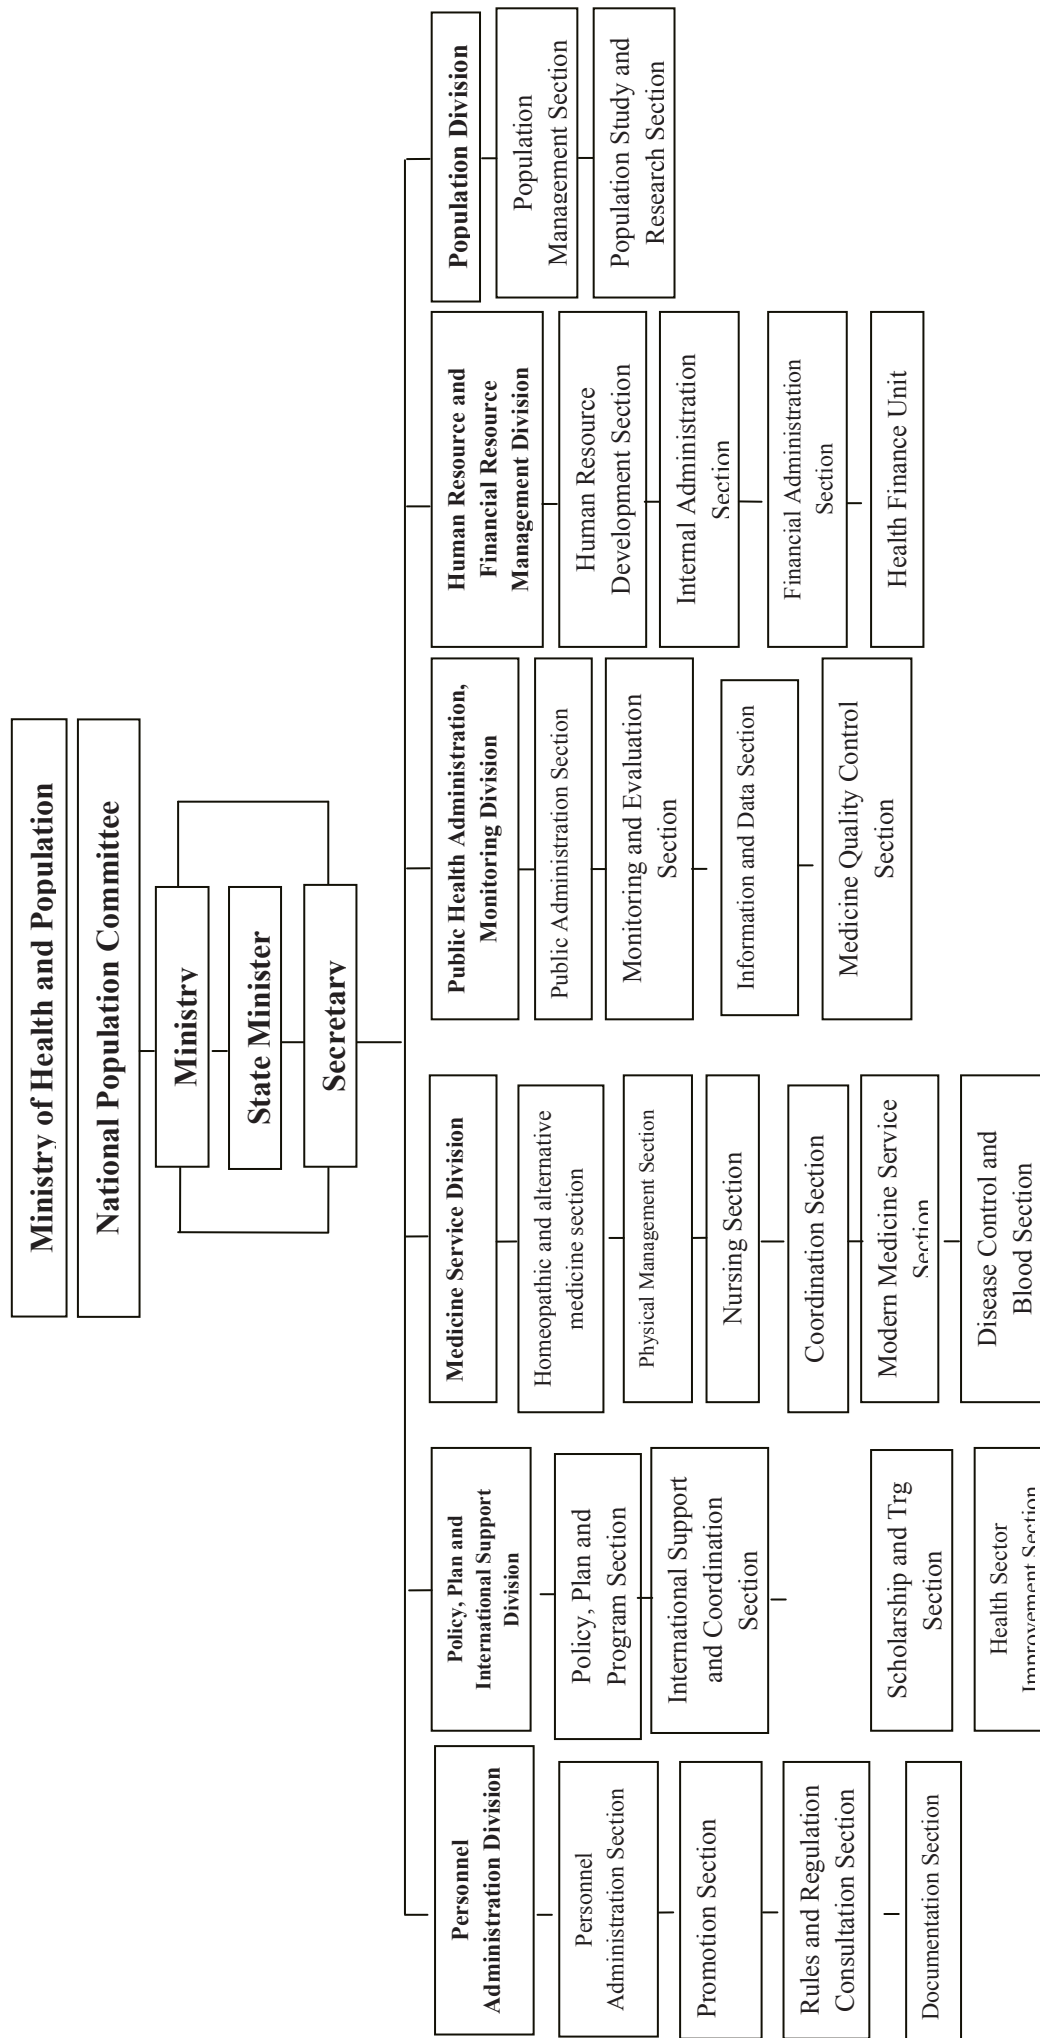 Ministry of Health and Population
National Population Committee
Ministry
State Minister
Secretary
Personnel
Administration Division
Personnel
Administration Section
Promotion Section
Rules and Regulation
Consultation Section
Documentation Section
Policy, Plan and
International Support
Division
Policy, Plan and
Program Section
International Support
and Coordination
Section
Scholarship and Trg
Section
Health Sector
Improvement Section
Medicine Service Division
Homeopathic and alternative
medicine section
Physical Management Section
Nursing Section
Coordination Section
Modern Medicine Service
Section
Disease Control and
Blood Section
Public Health Administration,
Monitoring Division
Public Administration Section
Monitoring and Evaluation
Section
Information and Data Section
Medicine Quality Control
Section
Human Resource and
Financial Resource
Management Division
Human Resource
Development Section
Internal Administration
Section
Financial Administration
Section
Health Finance Unit
Population Division
Population
Management Section
Population Study and
Research Section